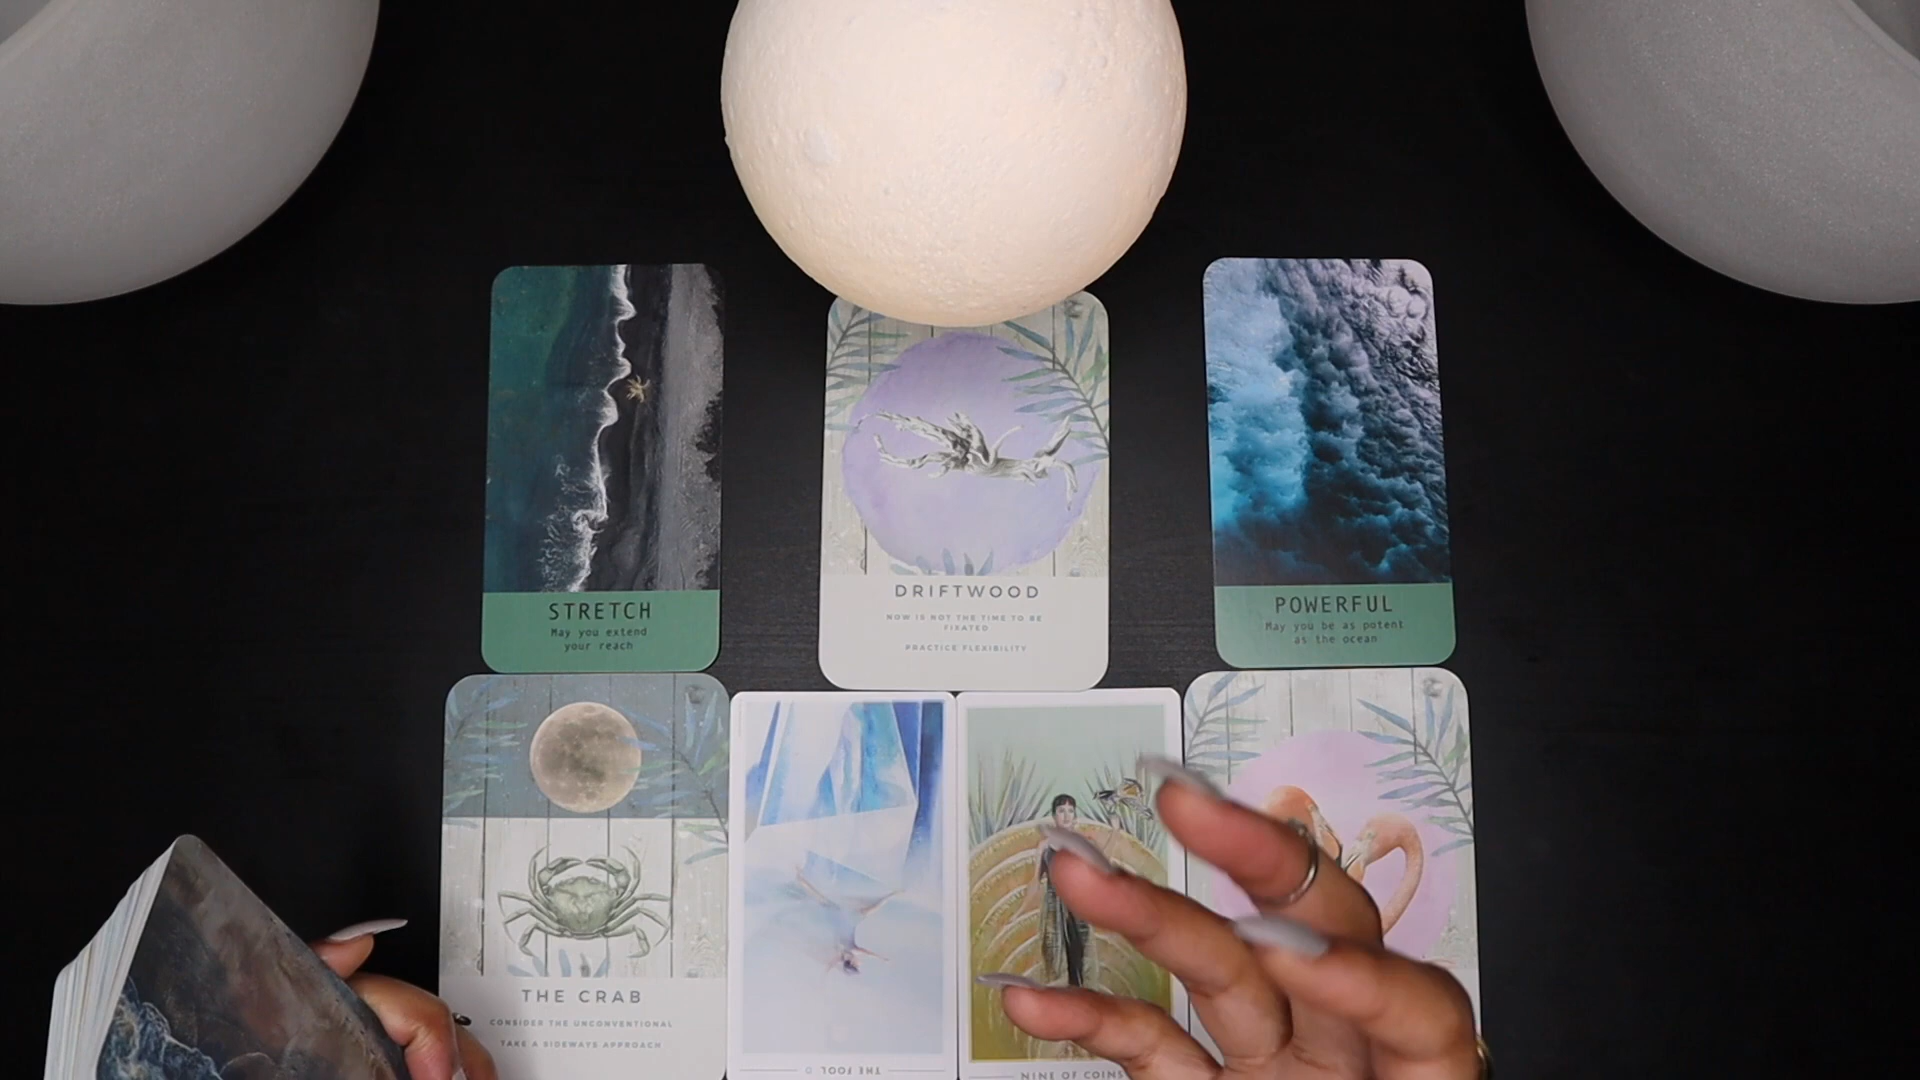 STRETCH
May you extend
your reach
DRIFTWOOD
NOW IS NOT THE TIME TO BE
FIXATED
PRACTICE FLEXIBILITY
POWERFUL
May you be as potent
as the ocean
THE CRAB
CONSIDER THE UNCONVENTIONAL
TAKE A SIDEWAYS APPROACH
THE FOOL 0
NINE OF COINS